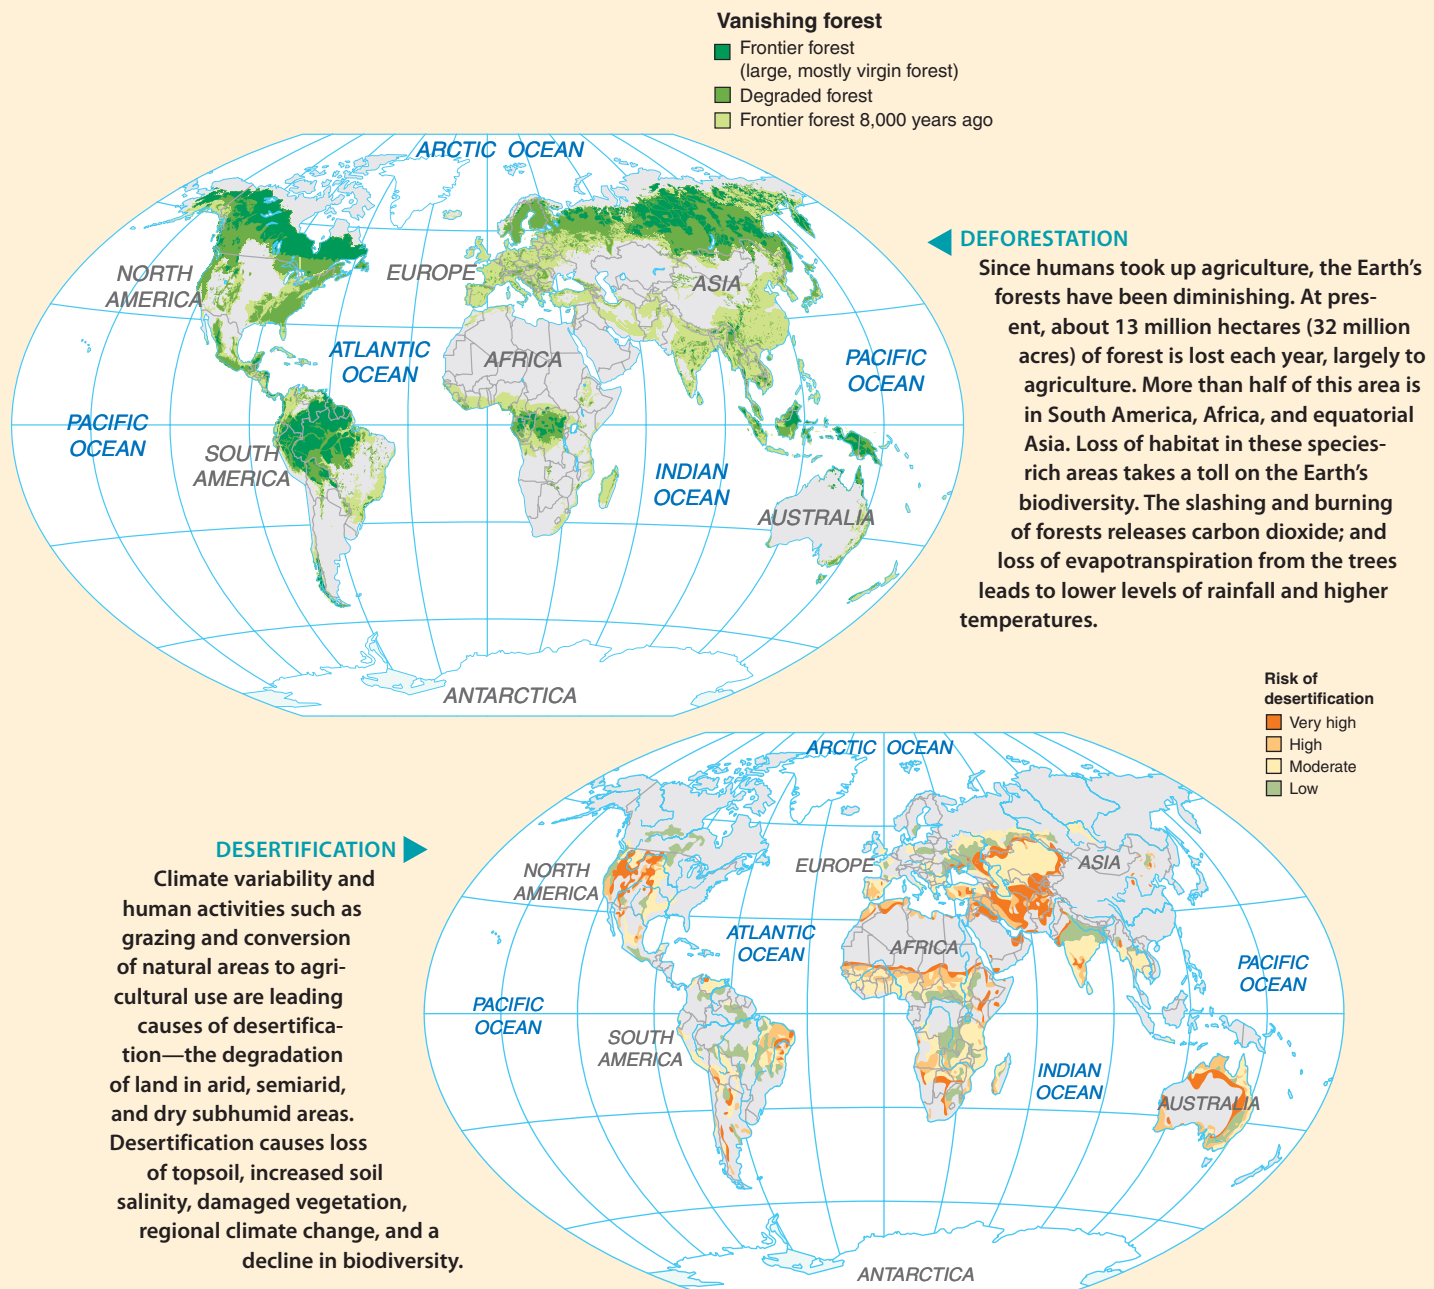 Vanishing forest
Frontier forest
(large, mostly virgin forest)
Degraded forest
Frontier forest 8,000 years ago
ARCTIC OCEAN
NORTH
AMERICA
EUROPE
ASIA
ATLANTIC
OCEAN
AFRICA
PACIFIC
OCEAN
PACIFIC
OCEAN
SOUTH
AMERICA
INDIAN
OCEAN
AUSTRALIA
ANTARCTICA
DEFORESTATION
Since humans took up agriculture, the Earth's
forests have been diminishing. At pres-
ent, about 13 million hectares (32 million
acres) of forest is lost each year, largely to
agriculture. More than half of this area is
in South America, Africa, and equatorial
Asia. Loss of habitat in these species-
rich areas takes a toll on the Earth's
biodiversity. The slashing and burning
of forests releases carbon dioxide; and
loss of evapotranspiration from the trees
leads to lower levels of rainfall and higher
temperatures.
Risk of
desertification
Very high
High
Moderate
Low
DESERTIFICATION
Climate variability and
human activities such as
grazing and conversion
of natural areas to agri-
cultural use are leading
causes of desertifica-
tion—the degradation
of land in arid, semiarid,
and dry subhumid areas.
Desertification causes loss
of topsoil, increased soil
salinity, damaged vegetation,
regional climate change, and a
decline in biodiversity.
ARCTIC OCEAN
NORTH
AMERICA
EUROPE
ASIA
ATLANTIC
OCEAN
AFRICA
PACIFIC
OCEAN
PACIFIC
OCEAN
SOUTH
AMERICA
INDIAN
OCEAN
AUSTRALIA
ANTARCTICA